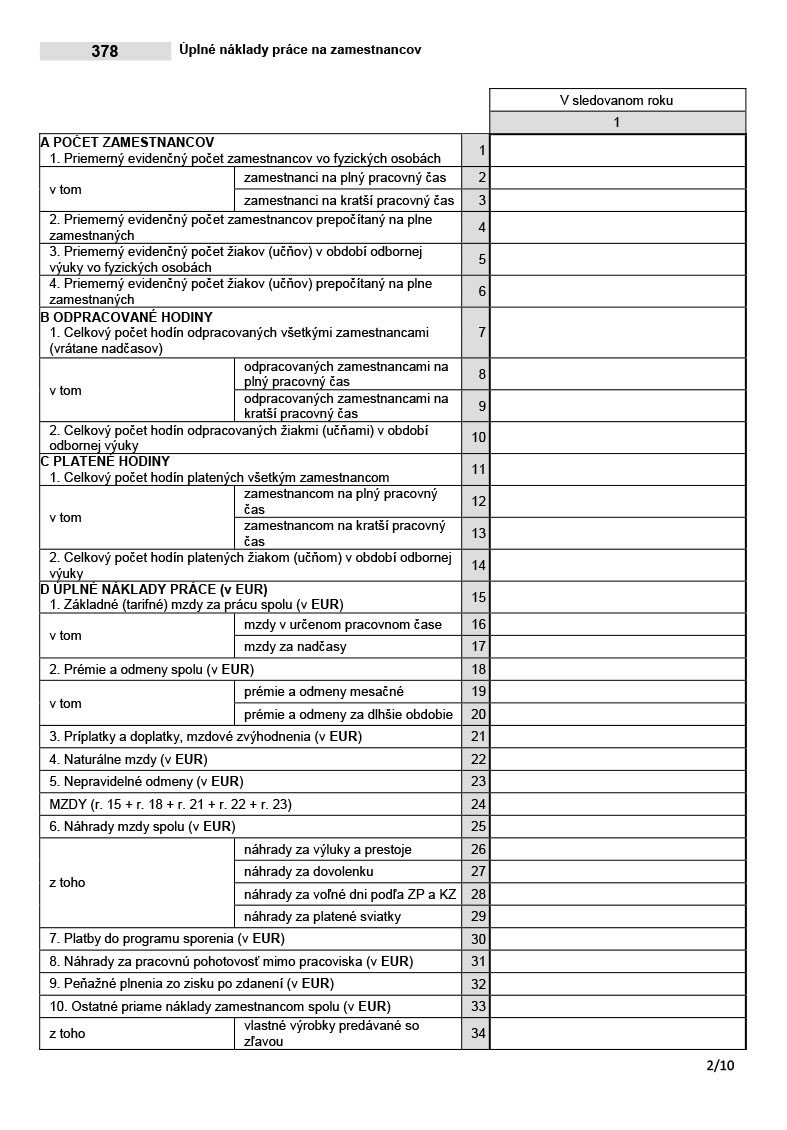 378
Úplné náklady práce na zamestnancov
V sledovanom roku
1
A POČET ZAMESTNANCOV
1. Priemerný evidenčný počet zamestnancov vo fyzických osobách
1
v tom
zamestnanci na plný pracovný čas
2
zamestnanci na kratší pracovný čas
3
2. Priemerný evidenčný počet zamestnancov prepočítaný na plne
zamestnaných
4
3. Priemerný evidenčný počet žiakov (učňov) v období odbornej
výuky vo fyzických osobách
5
4. Priemerný evidenčný počet žiakov (učňov) prepočítaný na plne
zamestnaných
6
B ODPRACOVANÉ HODINY
1. Celkový počet hodín odpracovaných všetkými zamestnancami
(vrátane nadčasov)
7
v tom
odpracovaných zamestnancami na
plný pracovný čas
8
odpracovaných zamestnancami na
kratší pracovný čas
9
2. Celkový počet hodín odpracovaných žiakmi (učňami) v období
odbornej výuky
10
C PLATENÉ HODINY
1. Celkový počet hodín platených všetkým zamestnancom
11
v tom
zamestnancom na plný pracovný
čas
12
zamestnancom na kratší pracovný
čas
13
2. Celkový počet hodín platených žiakom (učňom) v období odbornej
výuky
14
D ÚPLNÉ NÁKLADY PRÁCE (v EUR)
1. Základné (tarifné) mzdy za prácu spolu (v EUR)
15
v tom
mzdy v určenom pracovnom čase
16
mzdy za nadčasy
17
2. Prémie a odmeny spolu (v EUR)
18
v tom
prémie a odmeny mesačné
19
prémie a odmeny za dlhšie obdobie
20
3. Príplatky a doplatky, mzdové zvýhodnenia (v EUR)
21
4. Naturálne mzdy (v EUR)
22
5. Nepravidelné odmeny (v EUR)
23
MZDY (r. 15 + r. 18 + r. 21 + r. 22 + r. 23)
24
6. Náhrady mzdy spolu (v EUR)
25
z toho
náhrady za výluky a prestoje
26
náhrady za dovolenku
27
náhrady za voľné dni podľa ZP a KZ
28
náhrady za platené sviatky
29
7. Platby do programu sporenia (v EUR)
30
8. Náhrady za pracovnú pohotovosť mimo pracoviska (v EUR)
31
9. Peňažné plnenia zo zisku po zdanení (v EUR)
32
10. Ostatné priame náklady zamestnancom spolu (v EUR)
33
z toho
vlastné výrobky predávané so
zľavou
34
2/10